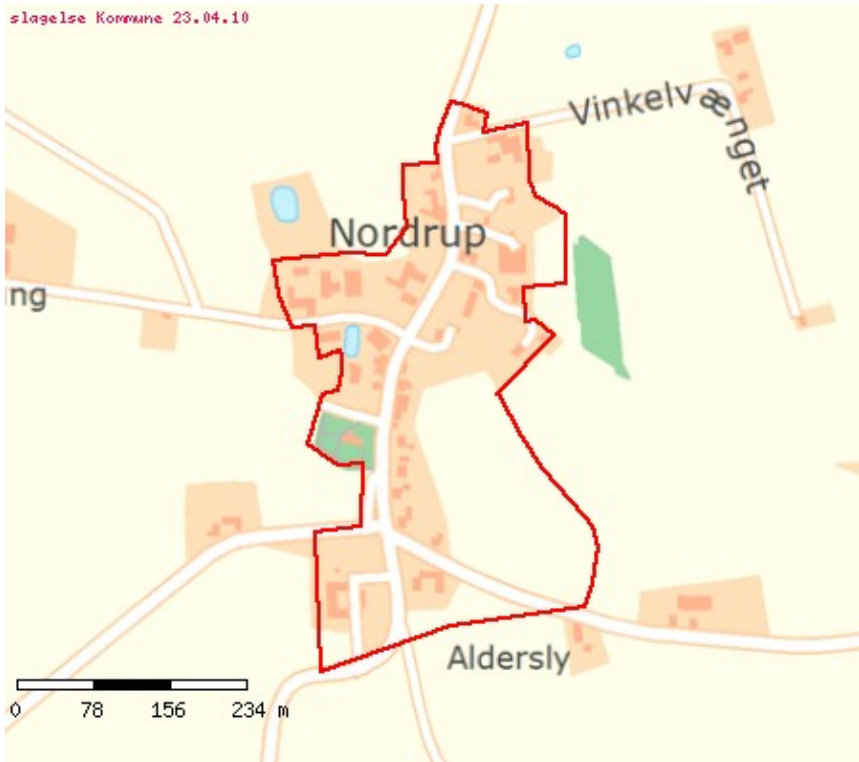 slagelse Kommune 23.04.10
Vinkelvænget
Nordrup
ng
Aldersly
0 78 156 234 m